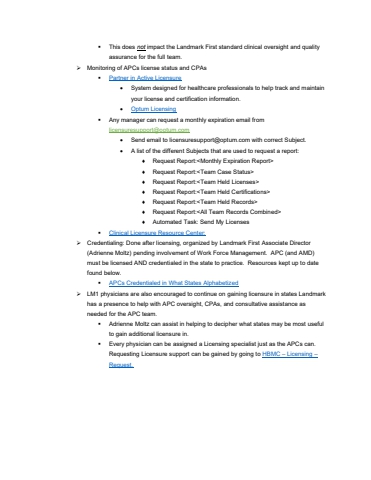 • This does not impact the Landmark First standard clinical oversight and quality
assurance for the full team.
➢ Monitoring of APCs license status and CPAs
• Partner in Active Licensure
• System designed for healthcare professionals to help track and maintain
your license and certification information.
• Optum Licensing
• Any manager can request a monthly expiration email from
licensuresupport@optum.com
• Send email to licensuresupport@optum.com with correct Subject.
• A list of the different Subjects that are used to request a report:
♦ Request Report:<Monthly Expiration Report>
♦ Request Report:<Team Case Status>
♦ Request Report:<Team Held Licenses>
♦ Request Report:<Team Held Certifications>
♦ Request Report:<Team Held Records>
♦ Request Report:<All Team Records Combined>
♦ Automated Task: Send My Licenses
• Clinical Licensure Resource Center.
➢ Credentialing: Done after licensing, organized by Landmark First Associate Director
(Adrienne Moltz) pending involvement of Work Force Management. APC (and AMD)
must be licensed AND credentialed in the state to practice. Resources kept up to date
found below.
• APCs Credentialed in What States Alphabetized
➢ LM1 physicians are also encouraged to continue on gaining licensure in states Landmark
has a presence to help with APC oversight, CPAs, and consultative assistance as
needed for the APC team.
• Adrienne Moltz can assist in helping to decipher what states may be most useful
to gain additional licensure in.
• Every physician can be assigned a Licensing specialist just as the APCs can.
Requesting Licensure support can be gained by going to HBMC – Licensing –
Request.